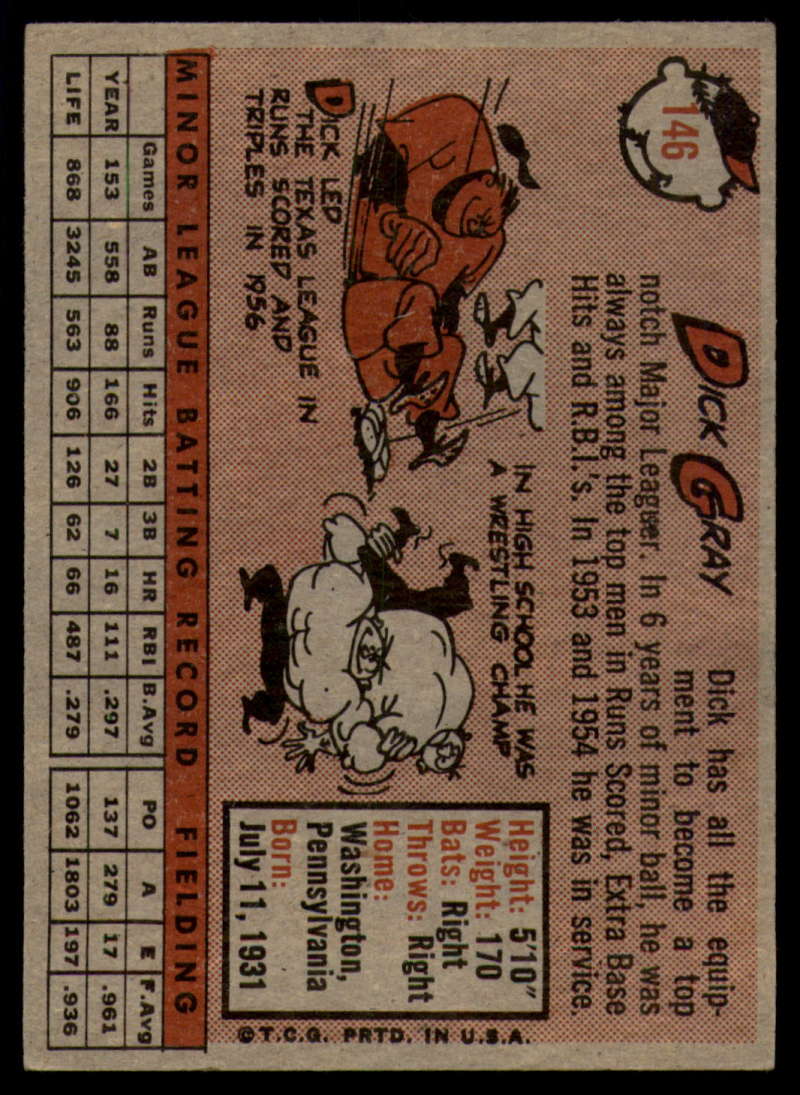 146
DICK GRAY
Dick has all the equip-
ment to become a top
notch Major Leaguer. In 6 years of minor ball, he was
always among the top men in Runs Scored, Extra Base
Hits and R.B.I.'s. In 1953 and 1954 he was in service.
DICK LED
THE TEXAS LEAGUE IN
RUNS SCORED AND
TRIPLES IN 1956
IN HIGH SCHOOL HE WAS
A WRESTLING CHAMP
Height: 5'10"
Weight: 170
Bats: Right
Throws: Right
Home:
Washington,
Pennsylvania
Born:
July 11, 1931
©T.C.G. PRTD. IN U.S.A.
MINOR LEAGUE BATTING RECORD FIELDING
Games AB Runs Hits 2B 3B HR RBI B.Avg PO A E F.Avg
YEAR 153 558 88 166 27 7 16 111 .297 137 279 17 .961
LIFE 868 3245 563 906 126 62 66 487 .279 1062 1803 197 .936